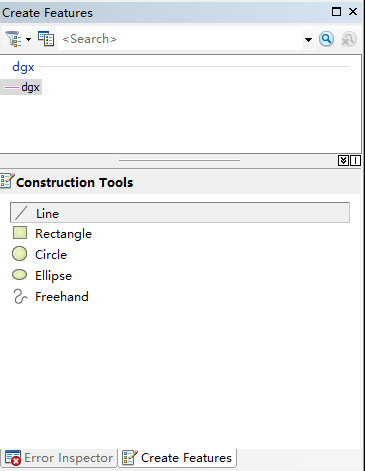 Create Features
<Search>
dgx
dgx
Construction Tools
Line
Rectangle
Circle
Ellipse
Freehand
Error Inspector
Create Features